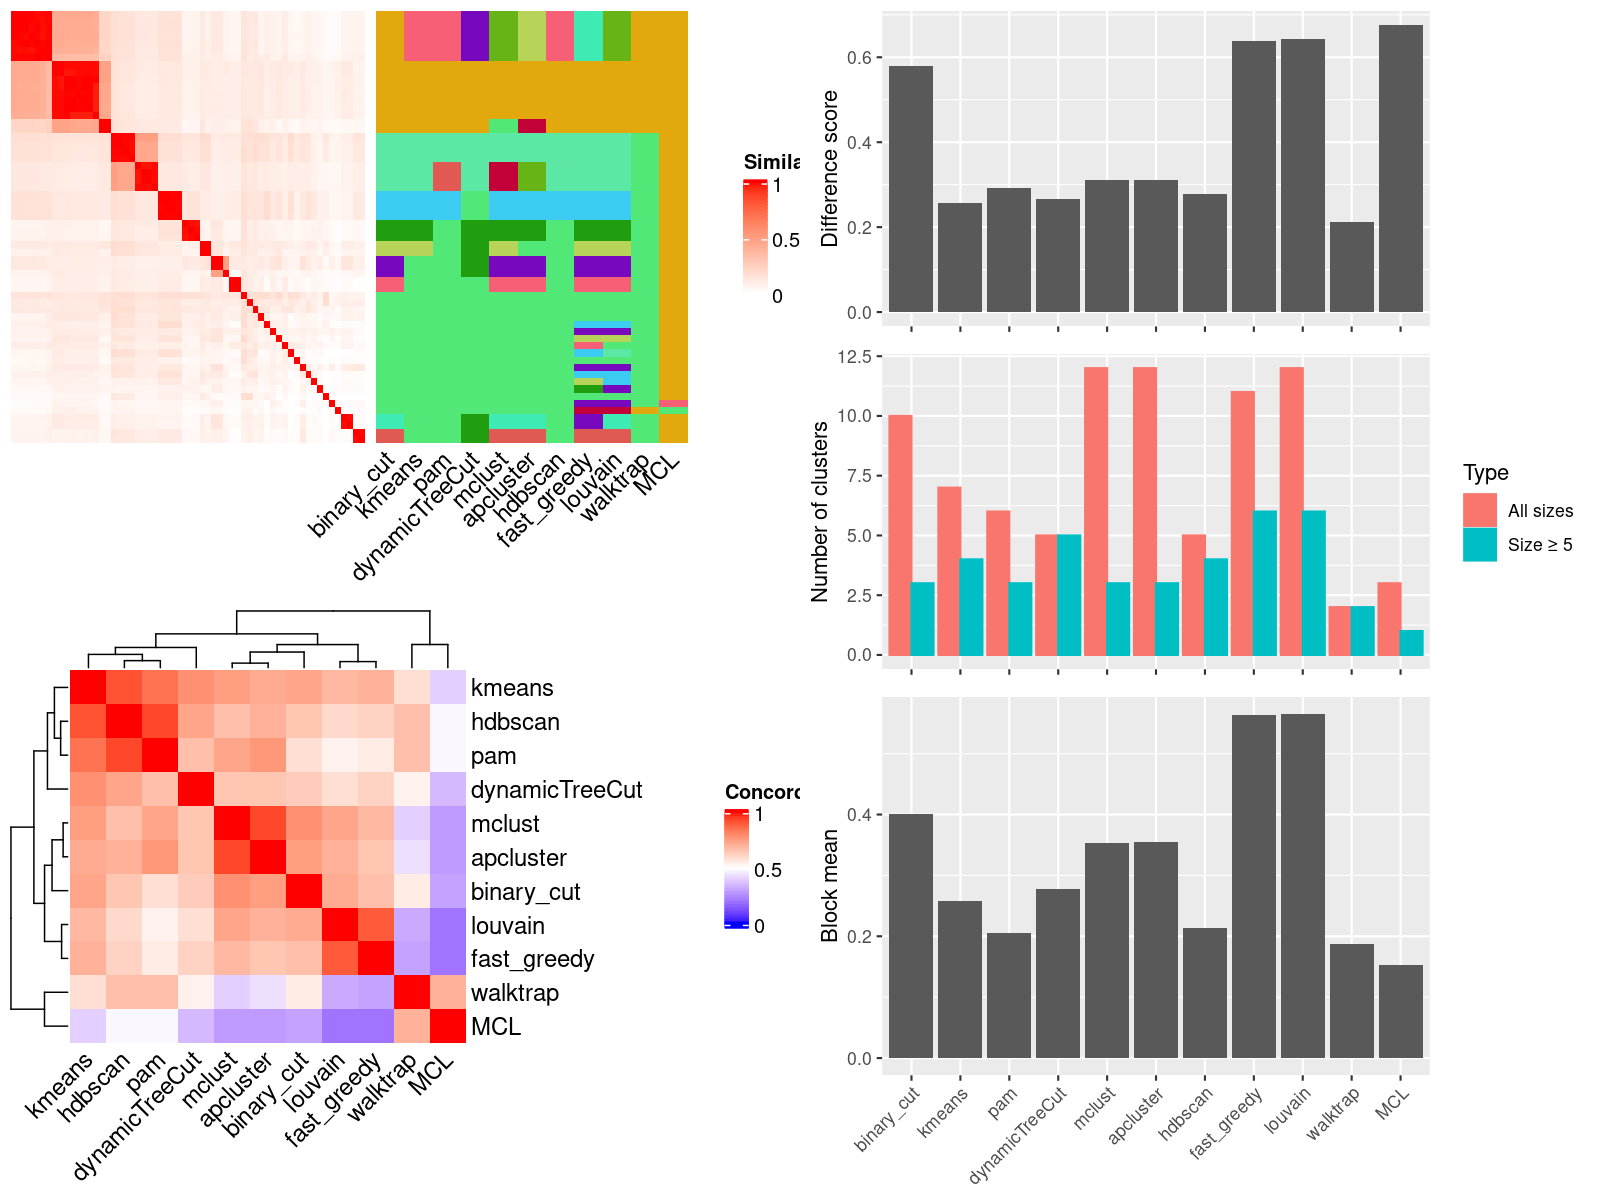 Simila
1
0.5
0
binary_cut
kmeans
pam
dynamicTreeCut
mclust
apcluster
hdbscan
fast_greedy
louvain
walktrap
MCL
kmeans
hdbscan
pam
dynamicTreeCut
mclust
apcluster
binary_cut
louvain
fast_greedy
walktrap
MCL
Concord
1
0.5
0
kmeans
hdbscan
pam
dynamicTreeCut
mclust
apcluster
binary_cut
louvain
fast_greedy
walktrap
MCL
Difference score
0.6
0.4
0.2
0.0
Number of clusters
12.5
10.0
7.5
5.0
2.5
0.0
Type
All sizes
Size ≥ 5
Block mean
0.4
0.2
0.0
binary_cut
kmeans
pam
dynamicTreeCut
mclust
apcluster
hdbscan
fast_greedy
louvain
walktrap
MCL